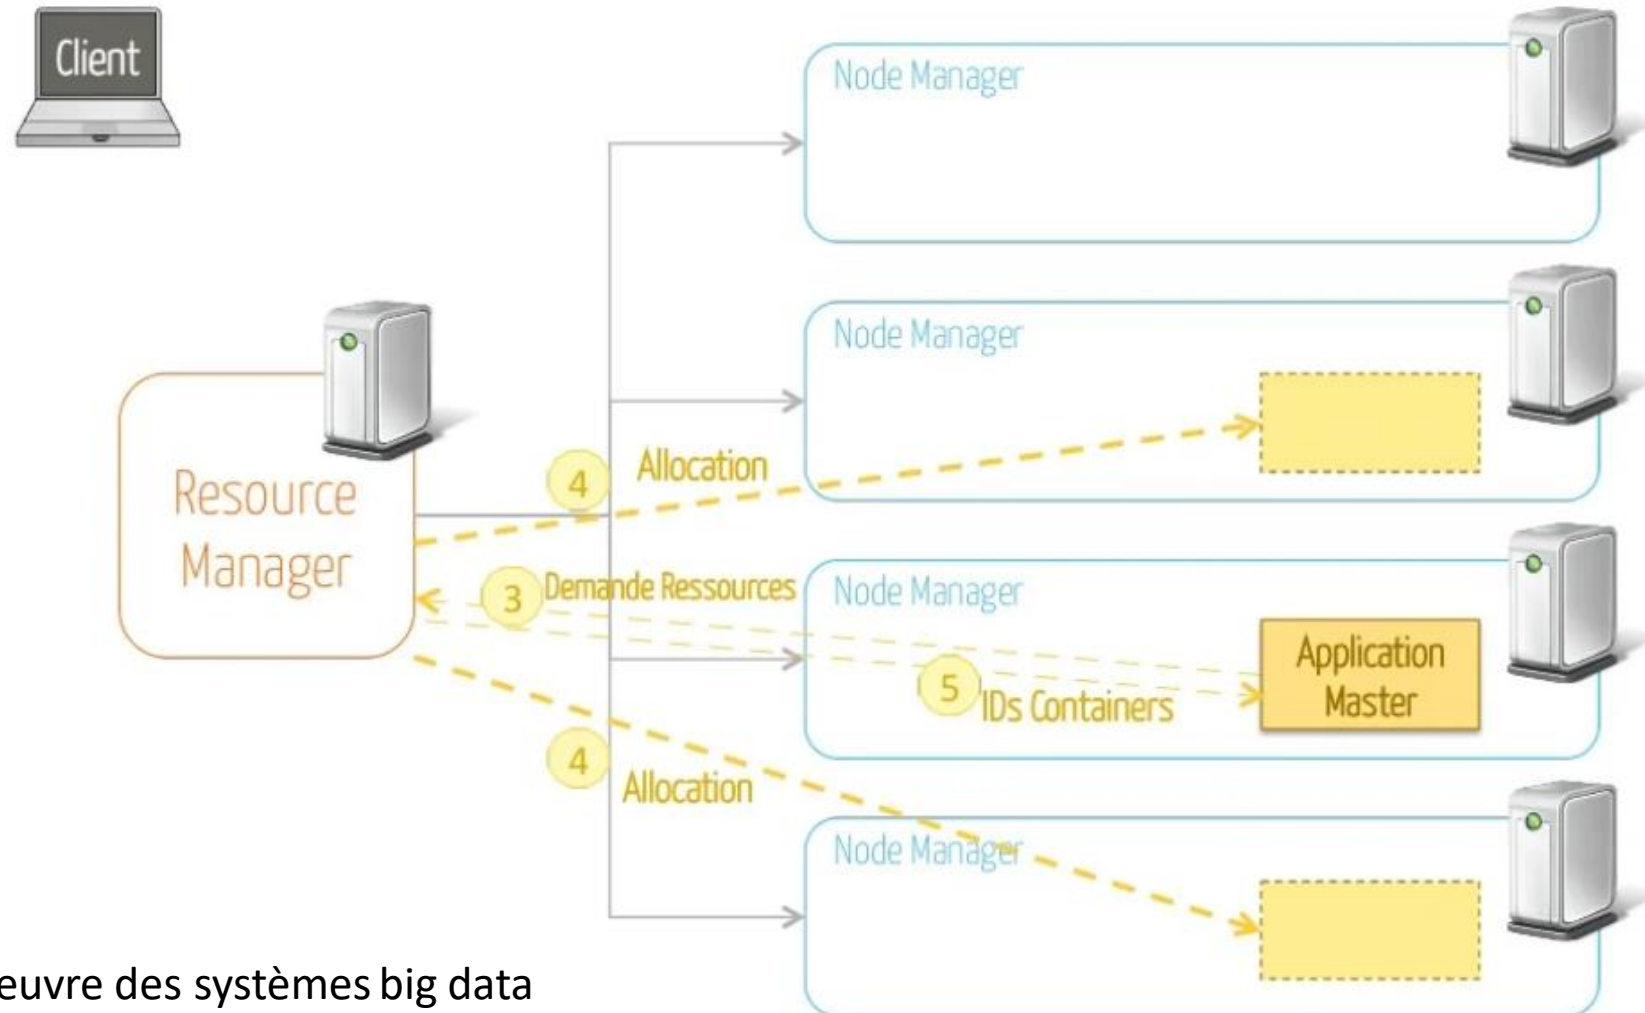 Client
Node Manager
Node Manager
4 Allocation
Resource
Manager
3 Demande Ressources
Node Manager
Application
Master
5 IDs Containers
4
Allocation
Node Manager
euvre des systèmes big data